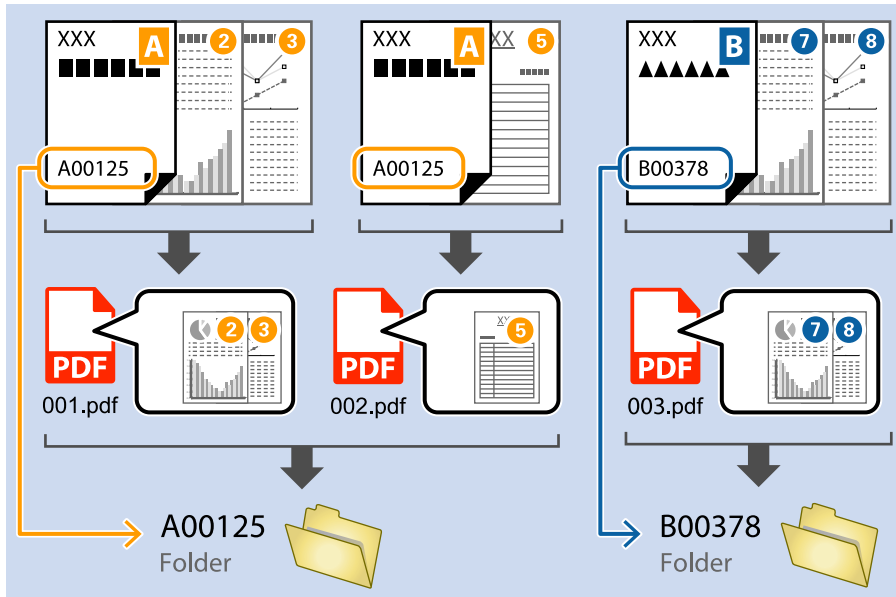 XXX
A
2
3
A00125
XXX
A
XX
5
A00125
XXX
B
7
8
B00378
2
3
PDF
001.pdf
XX
5
PDF
002.pdf
7
8
PDF
003.pdf
A00125
Folder
B00378
Folder